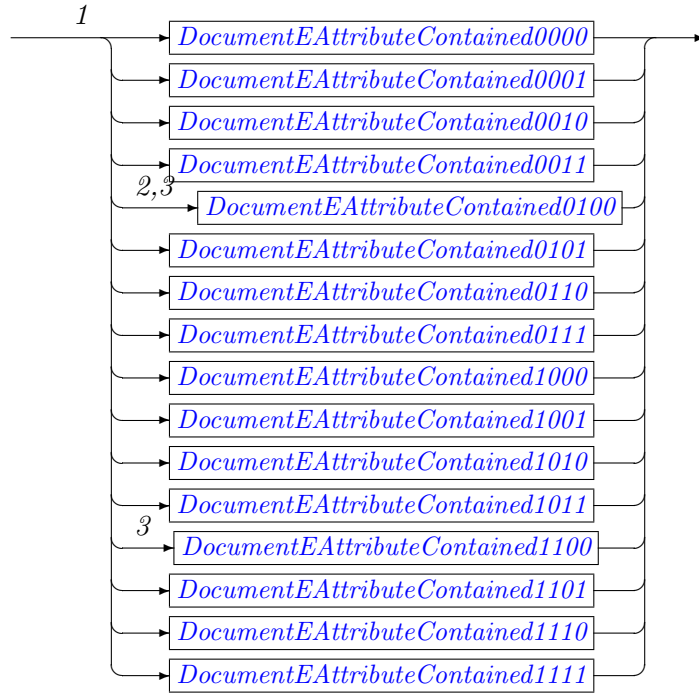 1
DocumentEAttributeContained0000
DocumentEAttributeContained0001
DocumentEAttributeContained0010
DocumentEAttributeContained0011
2,3
DocumentEAttributeContained0100
DocumentEAttributeContained0101
DocumentEAttributeContained0110
DocumentEAttributeContained0111
DocumentEAttributeContained1000
DocumentEAttributeContained1001
DocumentEAttributeContained1010
DocumentEAttributeContained1011
3
DocumentEAttributeContained1100
DocumentEAttributeContained1101
DocumentEAttributeContained1110
DocumentEAttributeContained1111